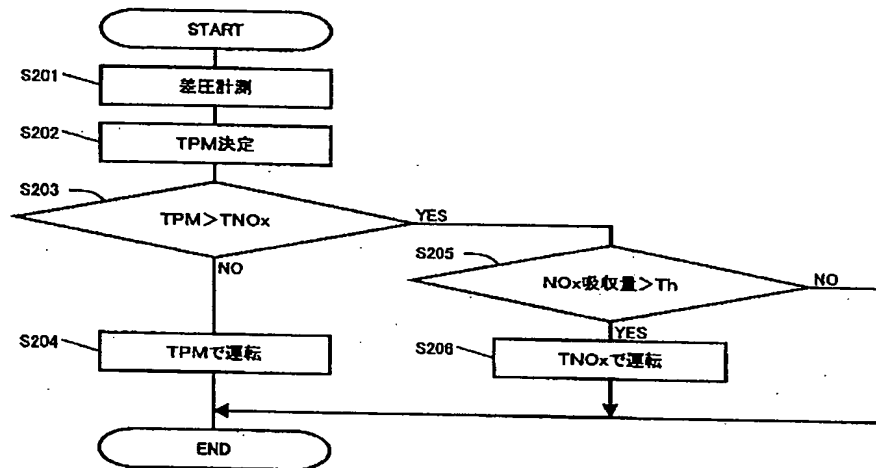 START
S201
差圧計測
S202
TPM決定
S203
TPM>TNOx
YES
NO
S205
NOx吸収量>Th
NO
YES
S204
TPMで運転
S206
TNOxで運転
END